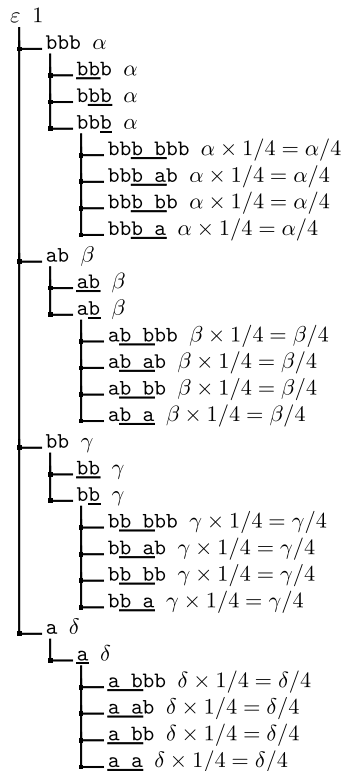 ε 1
bbb α
bbb α
bbb α
bbb α
bbb bbb α × 1/4 = α/4
bbb ab α × 1/4 = α/4
bbb bb α × 1/4 = α/4
bbb a α × 1/4 = α/4
ab β
ab β
ab β
ab bbb β × 1/4 = β/4
ab ab β × 1/4 = β/4
ab bb β × 1/4 = β/4
ab a β × 1/4 = β/4
bb γ
bb γ
bb γ
bb bbb γ × 1/4 = γ/4
bb ab γ × 1/4 = γ/4
bb bb γ × 1/4 = γ/4
bb a γ × 1/4 = γ/4
a δ
a δ
a bbb δ × 1/4 = δ/4
a ab δ × 1/4 = δ/4
a bb δ × 1/4 = δ/4
a a δ × 1/4 = δ/4